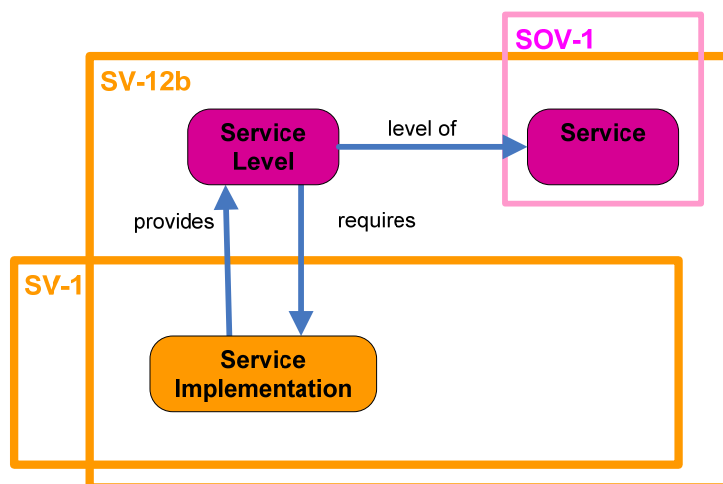 SOV-1
SV-12b
Service
Level
level of
Service
provides
requires
SV-1
Service
Implementation